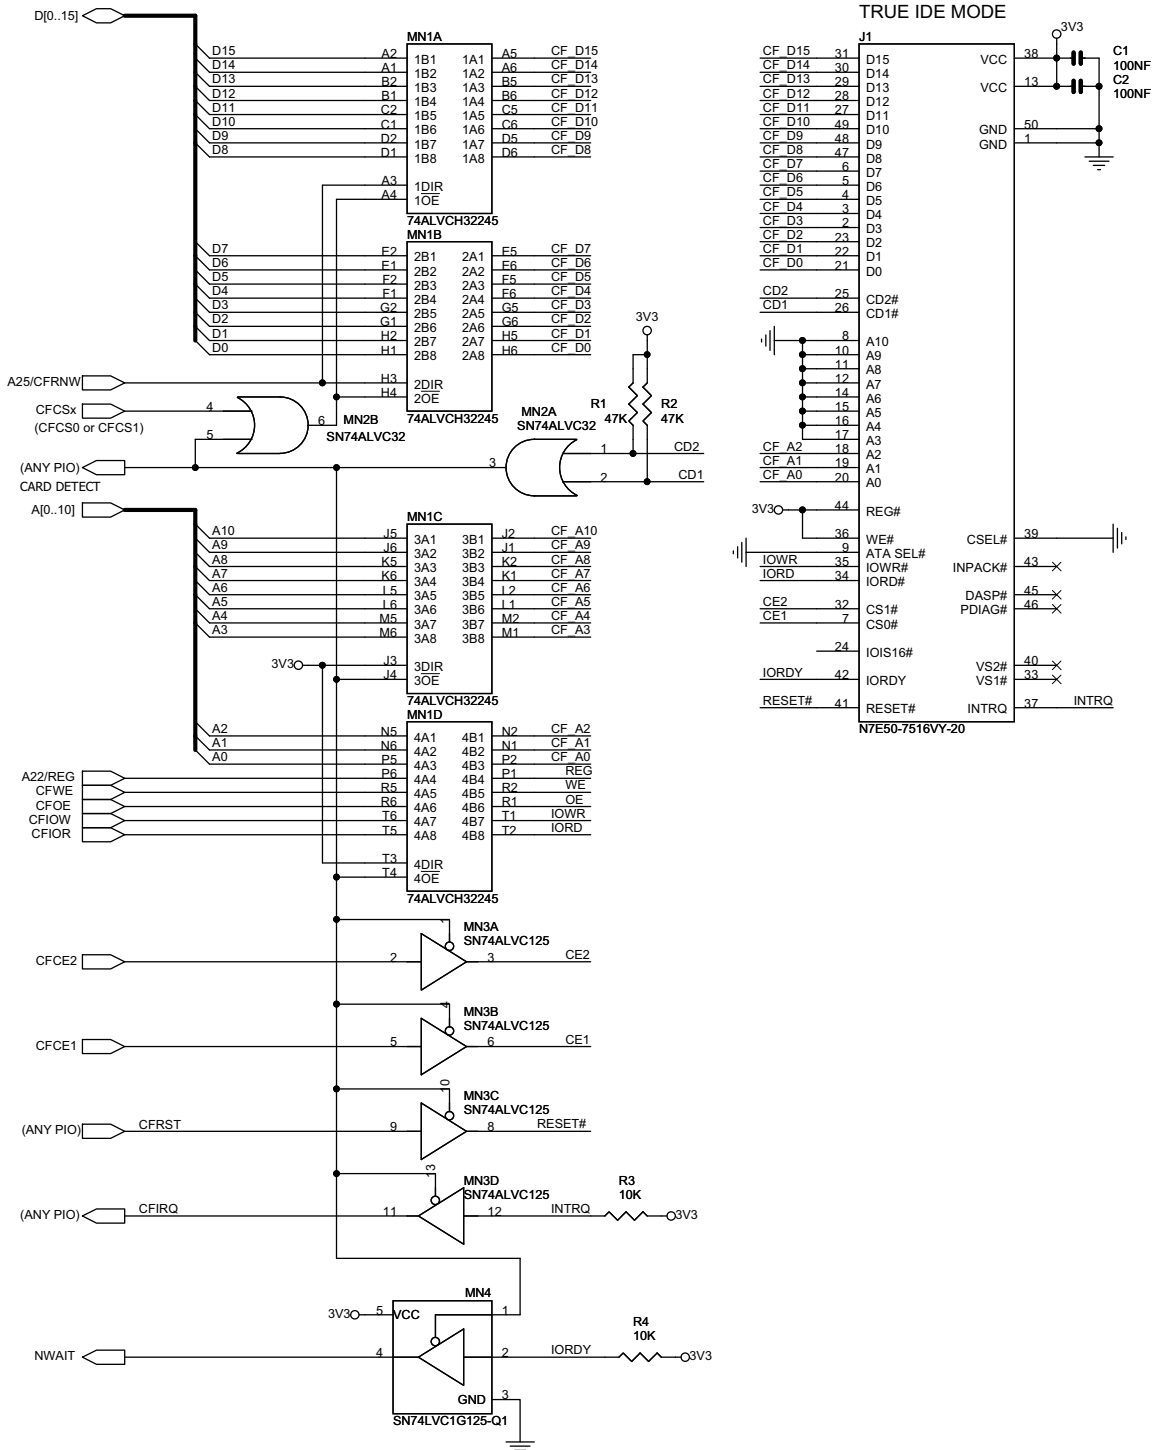 TRUE IDE MODE
D[0..15]
MN1A
D15 A2 1B1 1A1 A5 CF_D15
D14 A1 1B2 1A2 A6 CF_D14
D13 B2 1B3 1A3 B5 CF_D13
D12 B1 1B4 1A4 B6 CF_D12
D11 C2 1B5 1A5 C5 CF_D11
D10 C1 1B6 1A6 C6 CF_D10
D9 D2 1B7 1A7 D5 CF_D9
D8 D1 1B8 1A8 D6 CF_D8
A3 1DIR
A4 1OE
74ALVCH32245
MN1B
D7 E2 2B1 2A1 E5 CF_D7
D6 E1 2B2 2A2 E6 CF_D6
D5 F2 2B3 2A3 F5 CF_D5
D4 F1 2B4 2A4 F6 CF_D4
D3 G2 2B5 2A5 G5 CF_D3
D2 G1 2B6 2A6 G6 CF_D2
D1 H2 2B7 2A7 H5 CF_D1
D0 H1 2B8 2A8 H6 CF_D0
A25/CFRNW H3 2DIR
H4 2OE
74ALVCH32245
CFCSx 4
(CFCS0 or CFCS1) 5
6 MN2B
SN74ALVC32
3V3
R1
47K
R2
47K
MN2A
SN74ALVC32
1 CD2
2 CD1
3
(ANY PIO)
CARD DETECT
A[0..10]
MN1C
A10 J5 3A1 3B1 J2 CF_A10
A9 J6 3A2 3B2 J1 CF_A9
A8 K5 3A3 3B3 K2 CF_A8
A7 K6 3A4 3B4 K1 CF_A7
A6 L5 3A5 3B5 L2 CF_A6
A5 L6 3A6 3B6 L1 CF_A5
A4 M5 3A7 3B7 M2 CF_A4
A3 M6 3A8 3B8 M1 CF_A3
3V3 J3 3DIR
J4 3OE
74ALVCH32245
MN1D
A2 N5 4A1 4B1 N2 CF_A2
A1 N6 4A2 4B2 N1 CF_A1
A0 P5 4A3 4B3 P2 CF_A0
A22/REG P6 4A4 4B4 P1 REG
CFWE R5 4A5 4B5 R2 WE
CFOE R6 4A6 4B6 R1 OE
CFIOW T6 4A7 4B7 T1 IOWR
CFIOR T5 4A8 4B8 T2 IORD
T3 4DIR
T4 4OE
74ALVCH32245
1 MN3A
SN74ALVC125
CFCE2 2 3 CE2
4 MN3B
SN74ALVC125
CFCE1 5 6 CE1
10 MN3C
SN74ALVC125
(ANY PIO) CFRST 9 8 RESET#
13 MN3D
SN74ALVC125
R3
10K
(ANY PIO) CFIRQ 11 12 INTRQ 3V3
MN4
3V3 5 VCC 1
R4
10K
NWAIT 4 2 IORDY 3V3
GND 3
SN74LVC1G125-Q1
J1
3V3
CF_D15 31 D15
CF_D14 30 D14
CF_D13 29 D13
CF_D12 28 D12
CF_D11 27 D11
CF_D10 49 D10
CF_D9 48 D9
CF_D8 47 D8
CF_D7 6 D7
CF_D6 5 D6
CF_D5 4 D5
CF_D4 3 D4
CF_D3 2 D3
CF_D2 23 D2
CF_D1 22 D1
CF_D0 21 D0
CD2 25 CD2#
CD1 26 CD1#
8 A10
10 A9
11 A8
12 A7
14 A6
15 A5
16 A4
17 A3
CF_A2 18 A2
CF_A1 19 A1
CF_A0 20 A0
3V3 44 REG#
36 WE#
9 ATA SEL#
IOWR 35 IOWR#
IORD 34 IORD#
CE2 32 CS1#
CE1 7 CS0#
24 IOIS16#
IORDY 42 IORDY
RESET# 41 RESET#
VCC 38
C1
100NF
VCC 13
C2
100NF
GND 50
GND 1
CSEL# 39
INPACK# 43
DASP# 45
PDIAG# 46
VS2# 40
VS1# 33
INTRQ 37 INTRQ
N7E50-7516VY-20